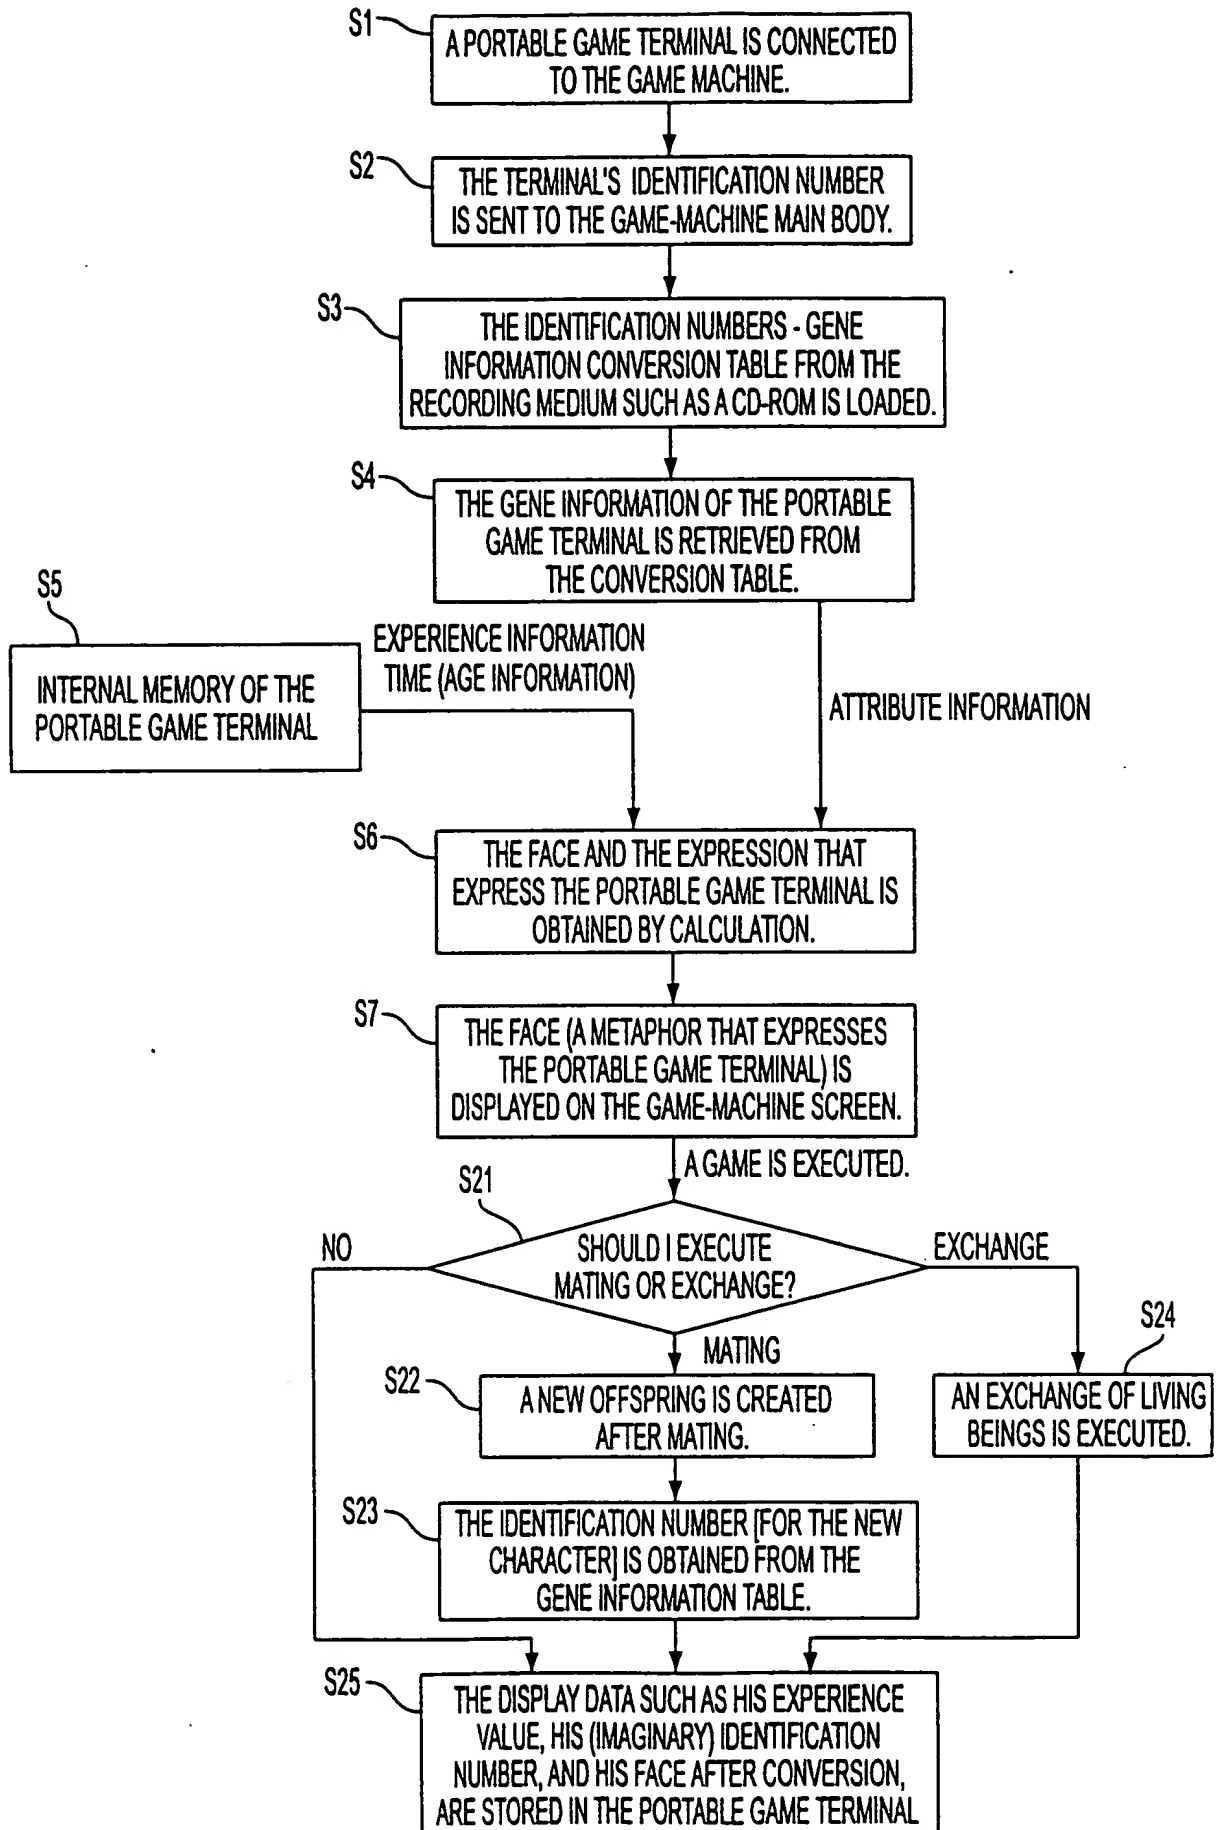 S1
A PORTABLE GAME TERMINAL IS CONNECTED
TO THE GAME MACHINE.
S2
THE TERMINAL'S IDENTIFICATION NUMBER
IS SENT TO THE GAME-MACHINE MAIN BODY.
S3
THE IDENTIFICATION NUMBERS - GENE
INFORMATION CONVERSION TABLE FROM THE
RECORDING MEDIUM SUCH AS A CD-ROM IS LOADED.
S4
THE GENE INFORMATION OF THE PORTABLE
GAME TERMINAL IS RETRIEVED FROM
THE CONVERSION TABLE.
S5
INTERNAL MEMORY OF THE
PORTABLE GAME TERMINAL
EXPERIENCE INFORMATION
TIME (AGE INFORMATION)
ATTRIBUTE INFORMATION
S6
THE FACE AND THE EXPRESSION THAT
EXPRESS THE PORTABLE GAME TERMINAL IS
OBTAINED BY CALCULATION.
S7
THE FACE (A METAPHOR THAT EXPRESSES
THE PORTABLE GAME TERMINAL) IS
DISPLAYED ON THE GAME-MACHINE SCREEN.
A GAME IS EXECUTED.
S21
SHOULD I EXECUTE
MATING OR EXCHANGE?
NO
EXCHANGE
MATING
S22
A NEW OFFSPRING IS CREATED
AFTER MATING.
S24
AN EXCHANGE OF LIVING
BEINGS IS EXECUTED.
S23
THE IDENTIFICATION NUMBER [FOR THE NEW
CHARACTER] IS OBTAINED FROM THE
GENE INFORMATION TABLE.
S25
THE DISPLAY DATA SUCH AS HIS EXPERIENCE
VALUE, HIS (IMAGINARY) IDENTIFICATION
NUMBER, AND HIS FACE AFTER CONVERSION,
ARE STORED IN THE PORTABLE GAME TERMINAL